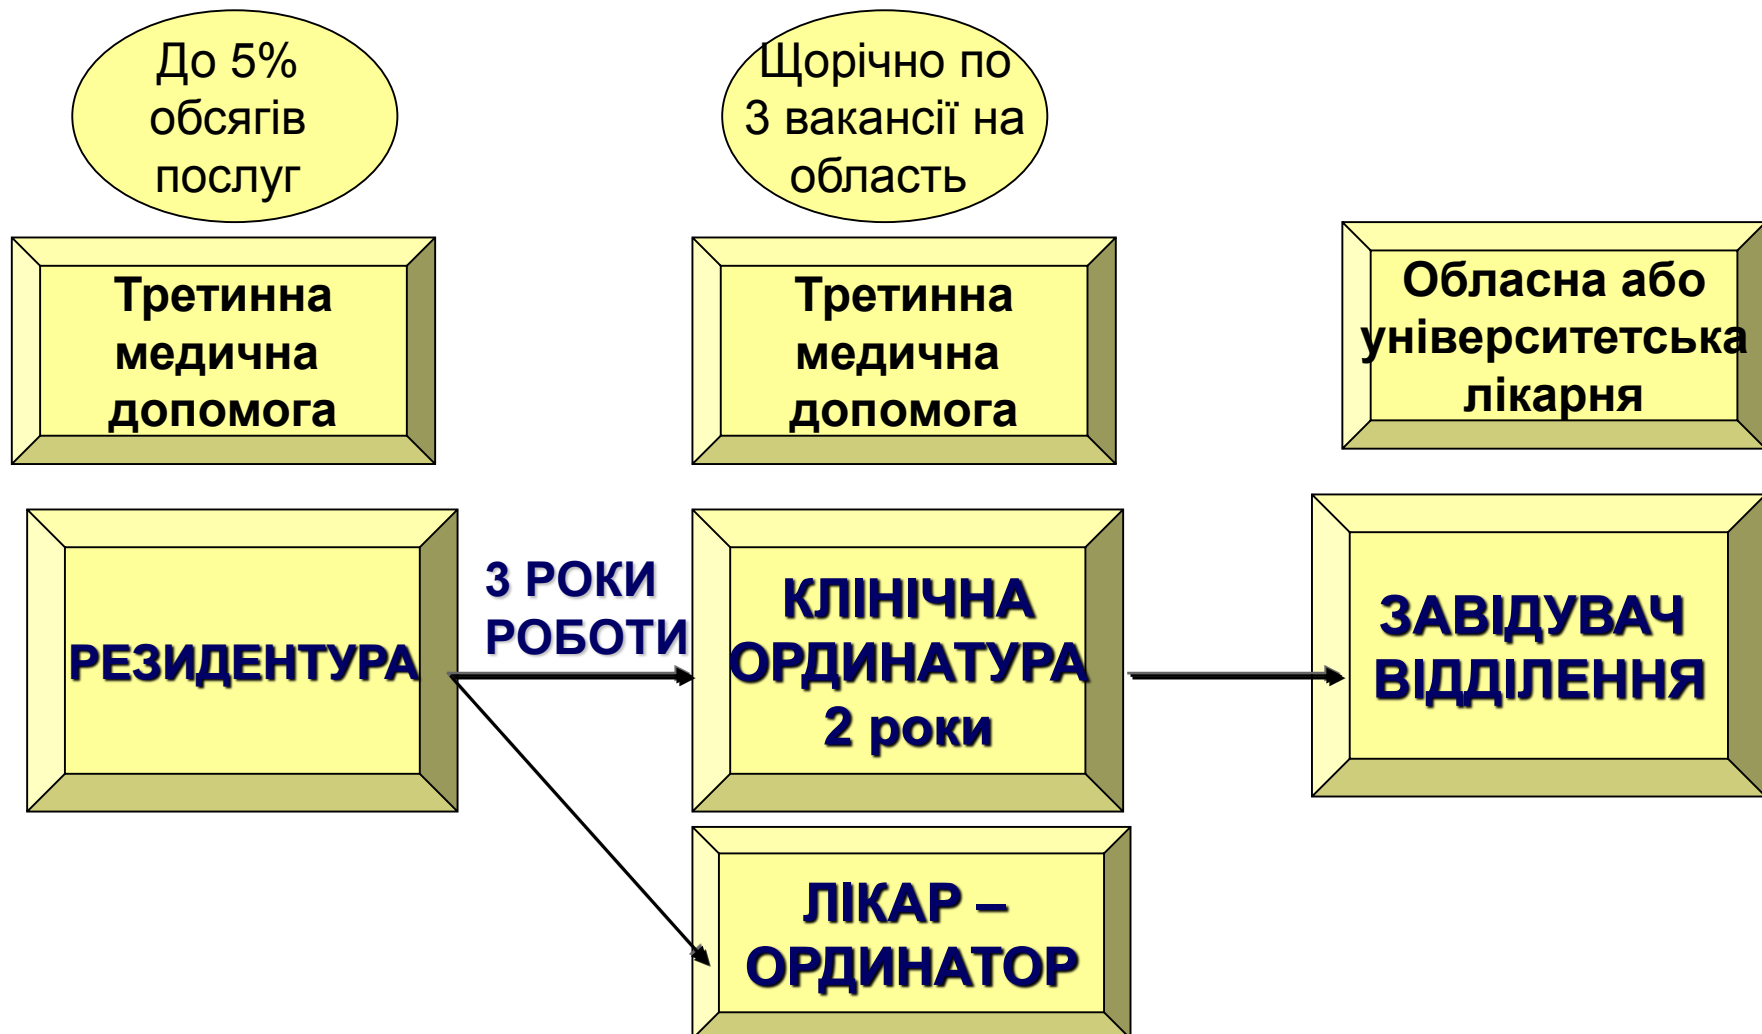 До 5%
обсягів
послуг
Щорічно по
3 вакансії на
область
Третинна
медична
допомога
Третинна
медична
допомога
Обласна або
університетська
лікарня
РЕЗИДЕНТУРА
3 РОКИ
РОБОТИ
КЛІНІЧНА
ОРДИНАТУРА
2 роки
ЗАВІДУВАЧ
ВІДДІЛЕННЯ
ЛІКАР –
ОРДИНАТОР